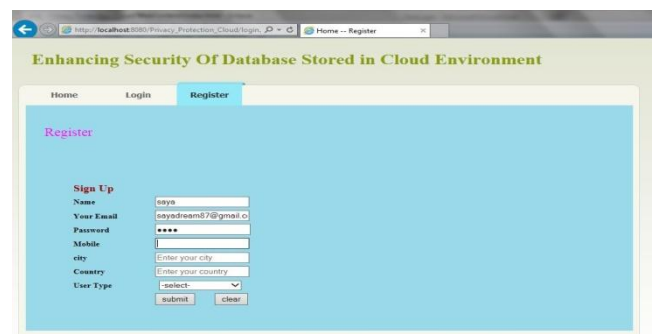 http://localhost:8080/Privacy_Protection_Cloud/login. Home -- Register
Enhancing Security Of Database Stored in Cloud Environment
Home Login Register
Register
Sign Up
Name saya
Your Email sayadream87@gmail.c
Password ••••
Mobile
city Enter your city
Country Enter your country
User Type -select-
submit clear